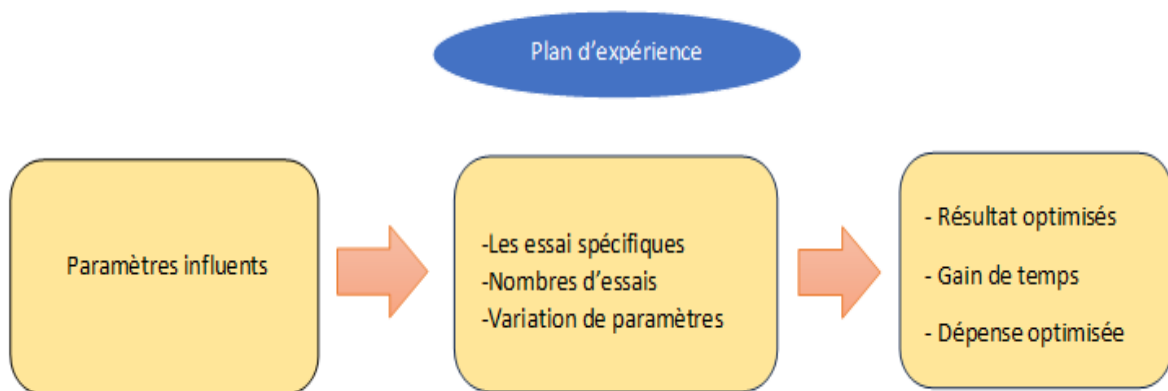 Plan d’expérience
Paramètres influents
-Les essai spécifiques
-Nombres d’essais
-Variation de paramètres
- Résultat optimisés
- Gain de temps
- Dépense optimisée